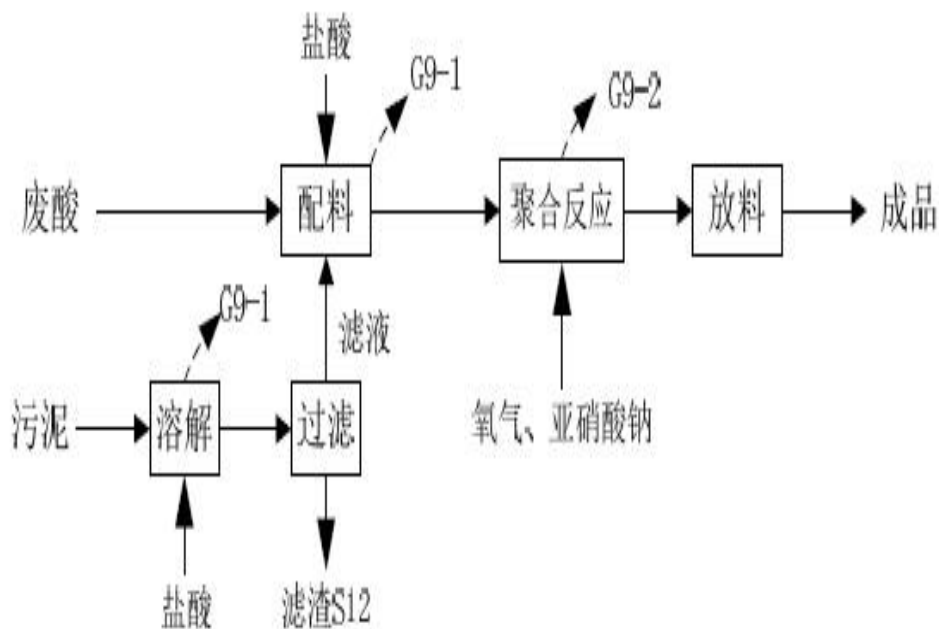 盐酸
G9-1
G9-2
废酸
配料
聚合反应
放料
成品
G9-1
滤液
污泥
溶解
过滤
氧气、亚硝酸钠
盐酸
滤渣S12